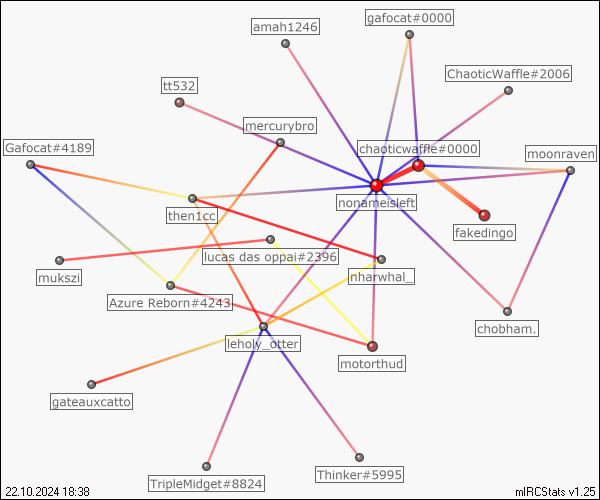 gafocat#0000
amah1246
ChaoticWaffle#2006
tt532
mercurybro
Gafocat#4189
chaoticwaffle#0000
moonraven
nonameisleft
then1cc
fakedingo
lucas das oppai#2396
mukszi
nharwhal_
Azure Reborn#4243
chobham.
leholy_otter
motorthud
gateauxcatto
Thinker#5995
TripleMidget#8824
22.10.2024 18:38
mIRCStats v1.25